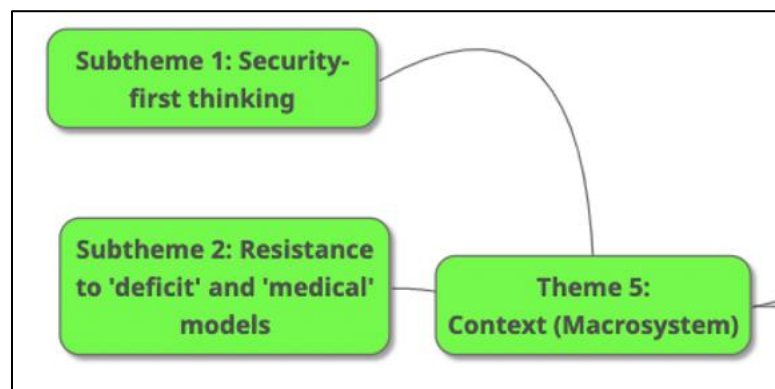 Subtheme 1: Security-
first thinking
Subtheme 2: Resistance
to 'deficit' and 'medical'
models
Theme 5:
Context (Macrosystem)